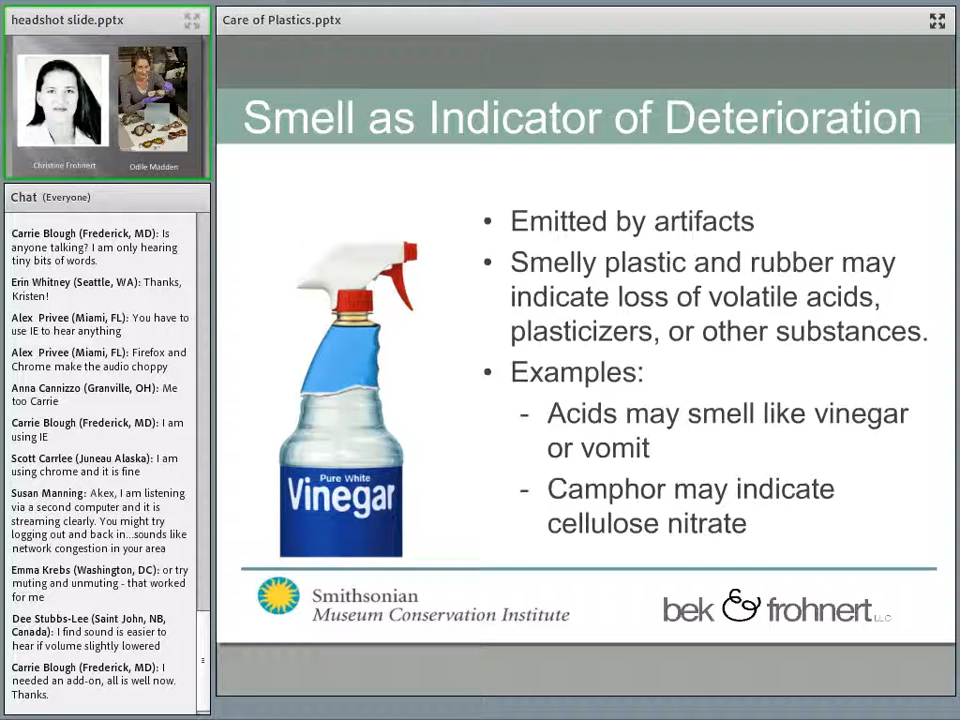 headshot slide.pptx
Christine Frohnert
Odile Madden
Chat (Everyone)
Carrie Blough (Frederick, MD): Is
anyone talking? I am only hearing
tiny bits of words.
Erin Whitney (Seattle, WA): Thanks,
Kristen!
Alex Privee (Miami, FL): You have to
use IE to hear anything
Alex Privee (Miami, FL): Firefox and
Chrome make the audio choppy
Anna Cannizzo (Granville, OH): Me
too Carrie
Carrie Blough (Frederick, MD): I am
using IE
Scott Carrlee (Juneau Alaska): I am
using chrome and it is fine
Susan Manning: Akex, I am listening
via a second computer and it is
streaming clearly. You might try
logging out and back in...sounds like
network congestion in your area
Emma Krebs (Washington, DC): or try
muting and unmuting - that worked
for me
Dee Stubbs-Lee (Saint John, NB,
Canada): I find sound is easier to
hear if volume slightly lowered
Carrie Blough (Frederick, MD): I
needed an add-on, all is well now.
Thanks.
Care of Plastics.pptx
Smell as Indicator of Deterioration
• Emitted by artifacts
• Smelly plastic and rubber may
indicate loss of volatile acids,
plasticizers, or other substances.
• Examples:
- Acids may smell like vinegar
or vomit
- Camphor may indicate
cellulose nitrate
Pure White
Vinegar
Smithsonian
Museum Conservation Institute
bek & frohnert LLC